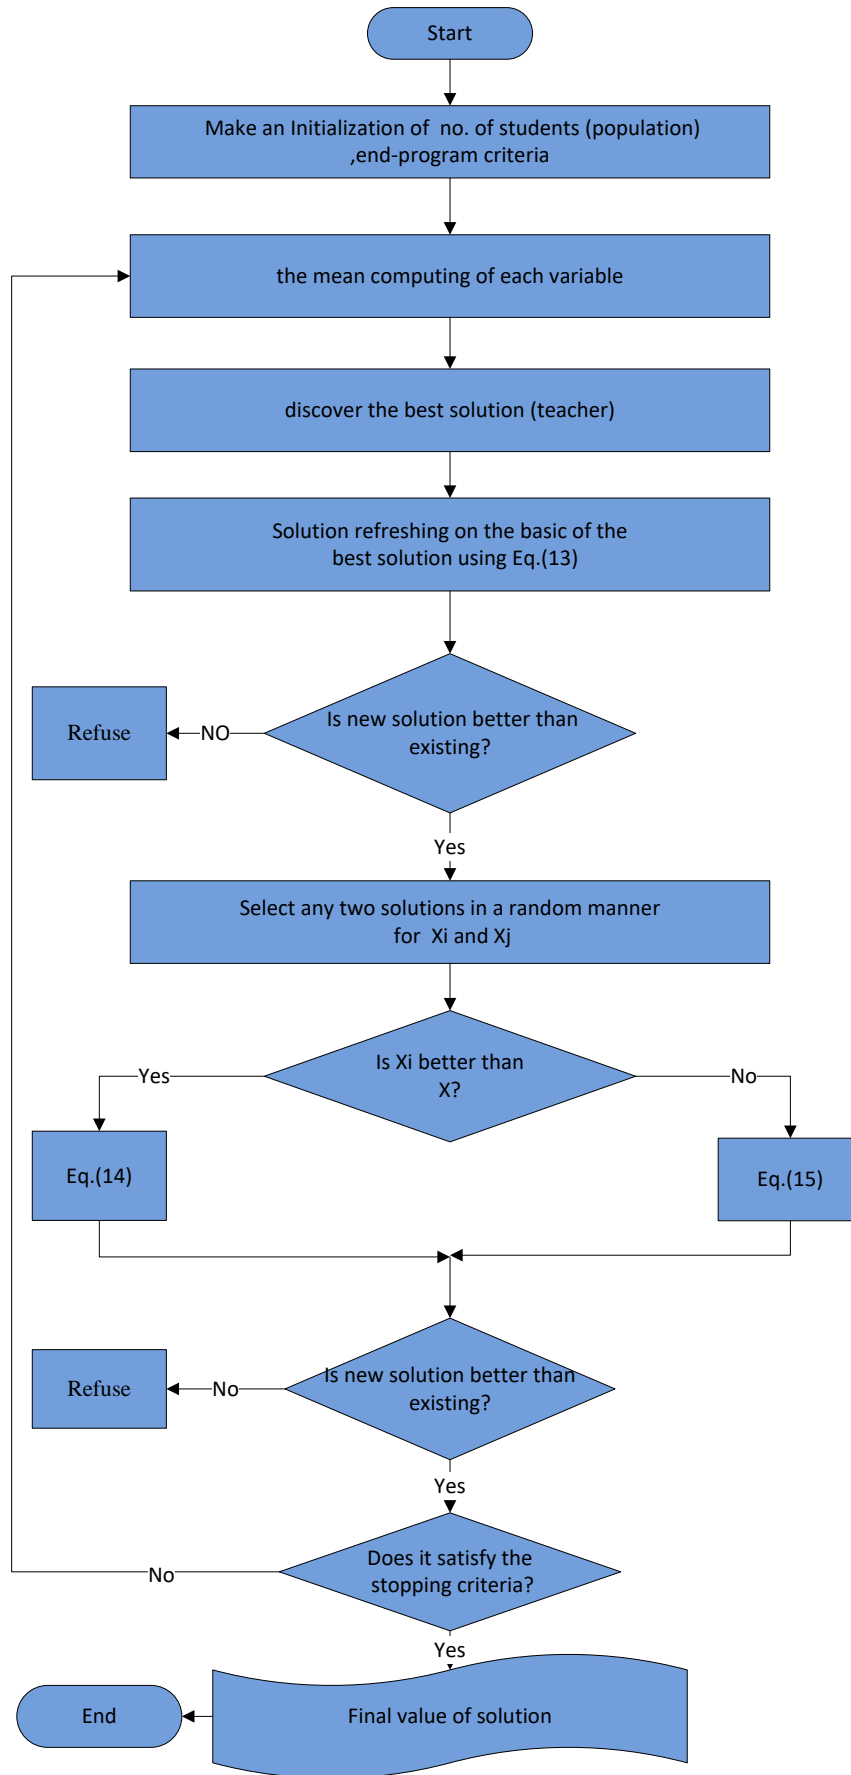 Start
Make an Initialization of no. of students (population)
,end-program criteria
the mean computing of each variable
discover the best solution (teacher)
Solution refreshing on the basic of the
best solution using Eq.(13)
Is new solution better than
existing?
NO
Refuse
Yes
Select any two solutions in a random manner
for Xi and Xj
Is Xi better than
X?
Yes
No
Eq.(14)
Eq.(15)
Is new solution better than
existing?
No
Refuse
Yes
Does it satisfy the
stopping criteria?
No
Yes
Final value of solution
End